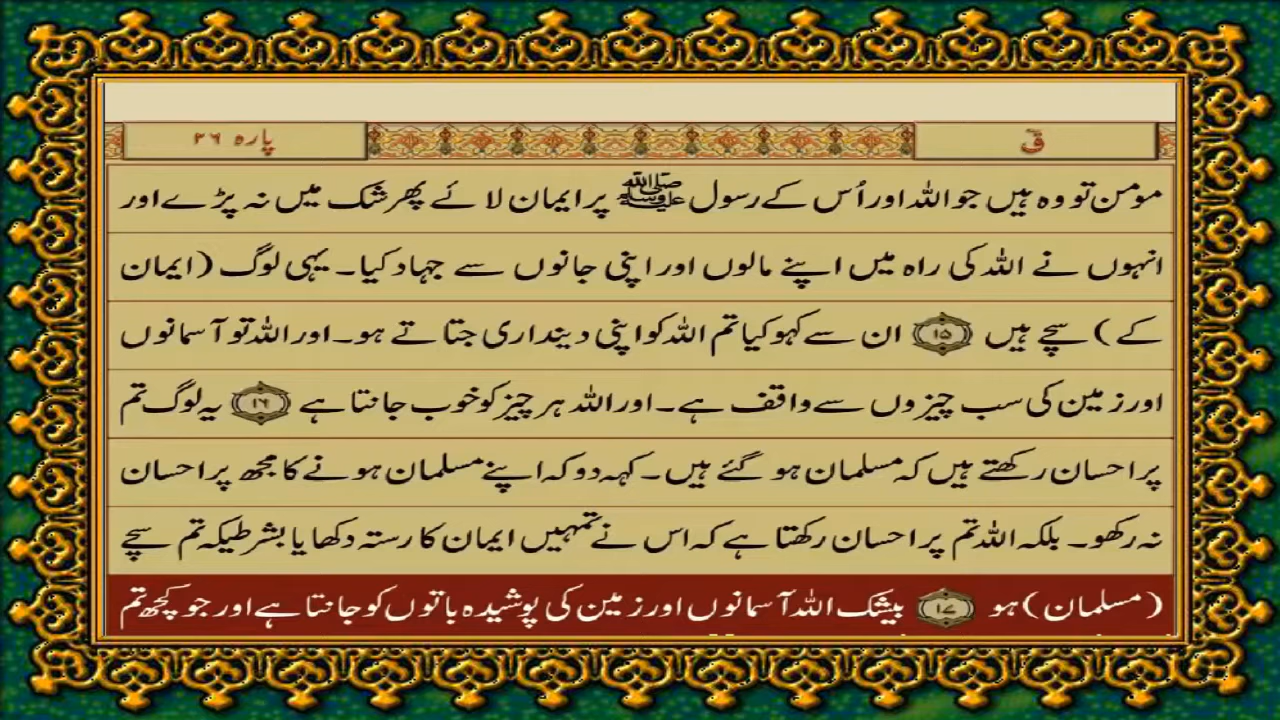 قٓ
پارہ ۲۶
مومن تو وہ ہیں جو اللہ اور اُس کے رسول ﷺ پر ایمان لائے پھر شک میں نہ پڑے اور
انہوں نے اللہ کی راہ میں اپنے مالوں اور اپنی جانوں سے جہاد کیا۔ یہی لوگ (ایمان
کے) سچے ہیں ۱۵ ان سے کہو کیا تم اللہ کو اپنی دینداری جتاتے ہو۔ اور اللہ تو آسمانوں
اور زمین کی سب چیزوں سے واقف ہے۔ اور اللہ ہر چیز کو خوب جانتا ہے ۱۶ یہ لوگ تم
پر احسان رکھتے ہیں کہ مسلمان ہو گئے ہیں۔ کہہ دو کہ اپنے مسلمان ہونے کا مجھ پر احسان
نہ رکھو۔ بلکہ اللہ تم پر احسان رکھتا ہے کہ اس نے تمہیں ایمان کا رستہ دکھایا بشرطیکہ تم سچے
(مسلمان) ہو ۱۷ بیشک اللہ آسمانوں اور زمین کی پوشیدہ باتوں کو جانتا ہے اور جو کچھ تم